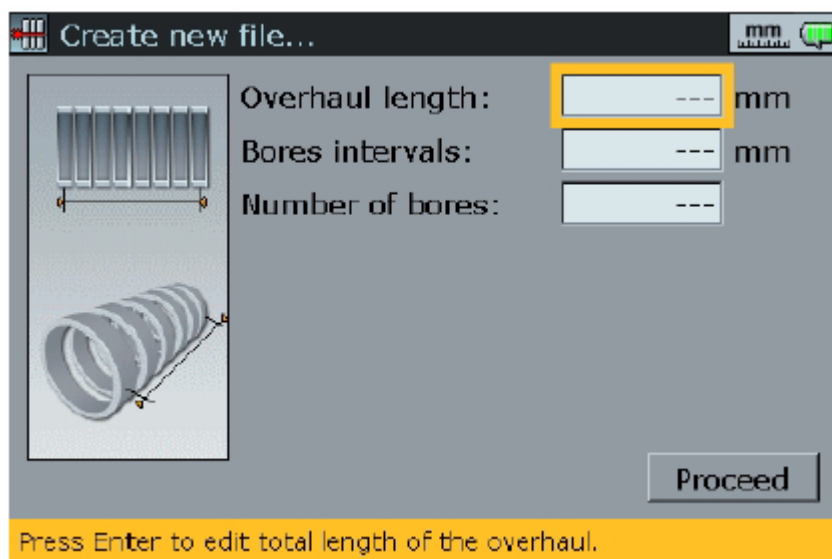 Create new file...
mm
Overhaul length: --- mm
Bores intervals: --- mm
Number of bores: ---
Proceed
Press Enter to edit total length of the overhaul.